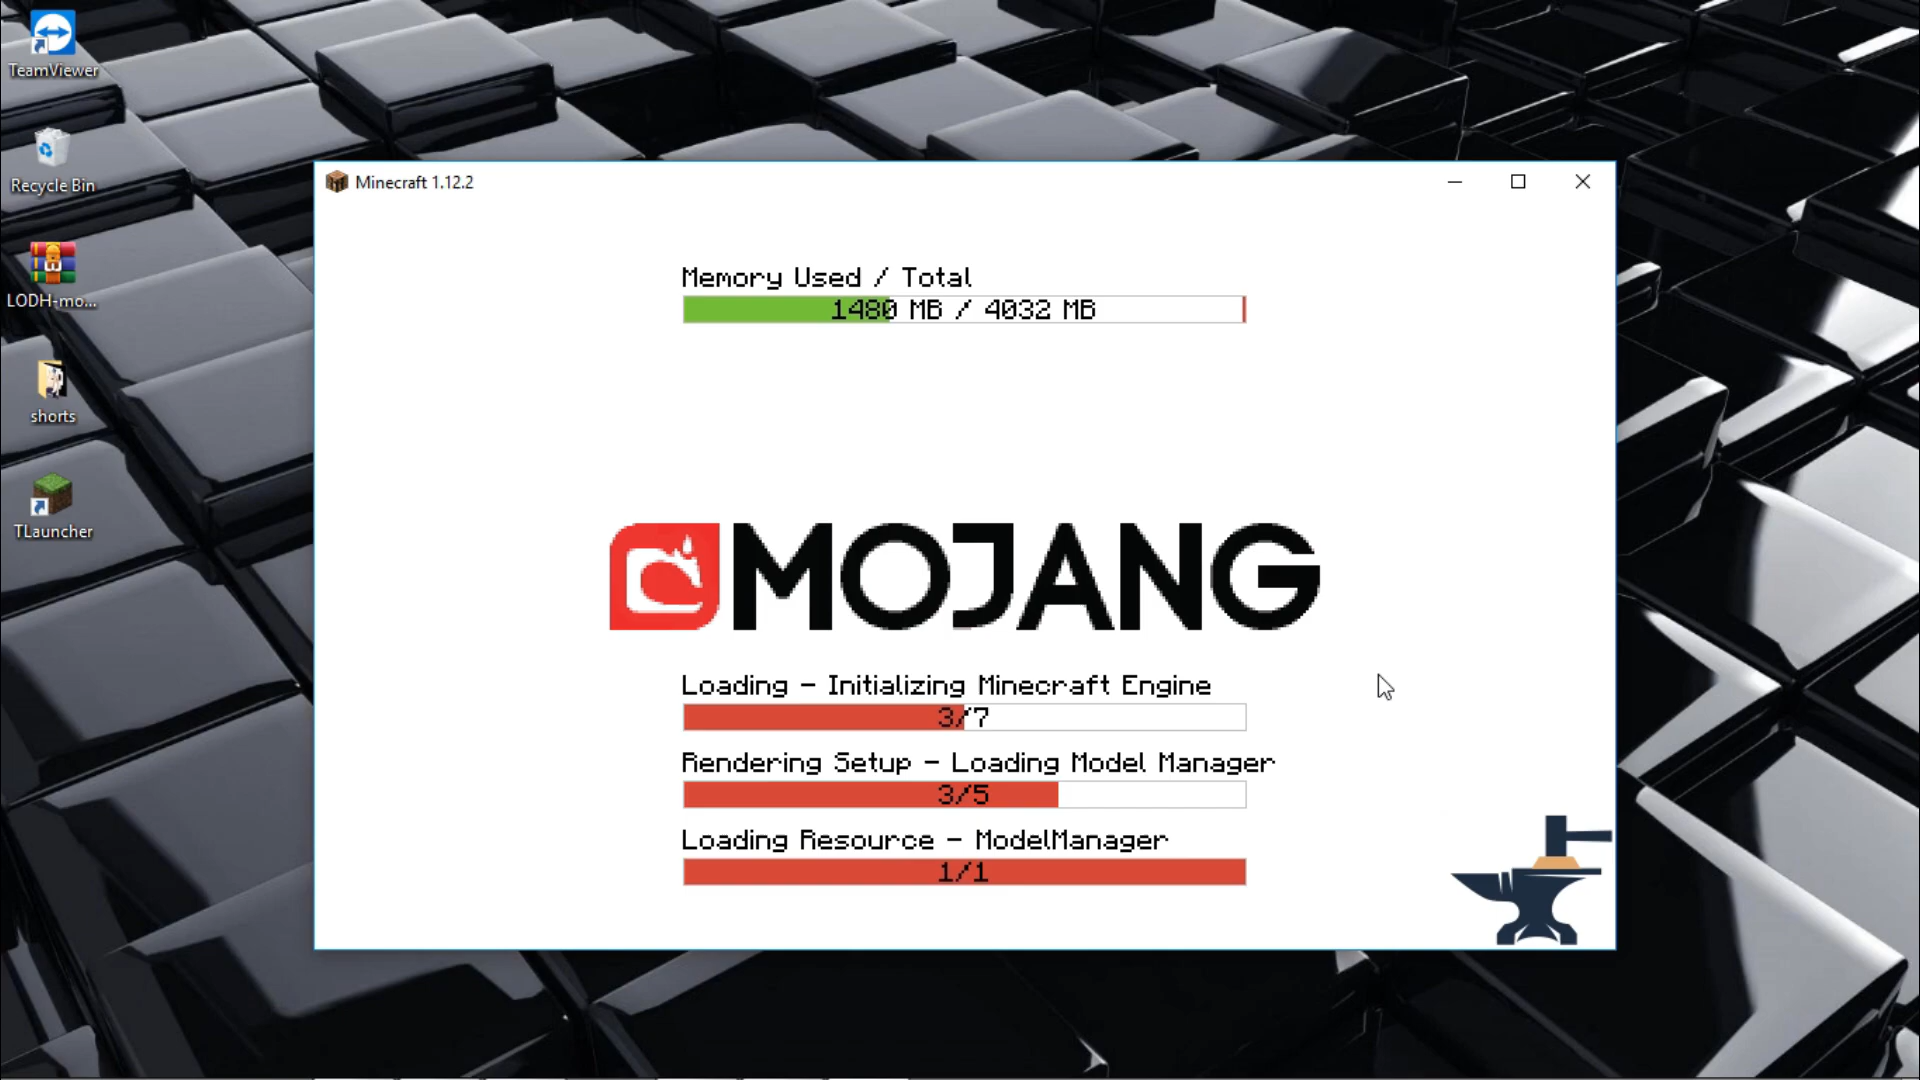 TeamViewer
Recycle Bin
LODH-mo...
shorts
TLauncher
Minecraft 1.12.2
Memory Used / Total
1480 MB / 4032 MB
MOJANG
Loading - Initializing Minecraft Engine
3/7
Rendering Setup - Loading Model Manager
3/5
Loading Resource - ModelManager
1/1